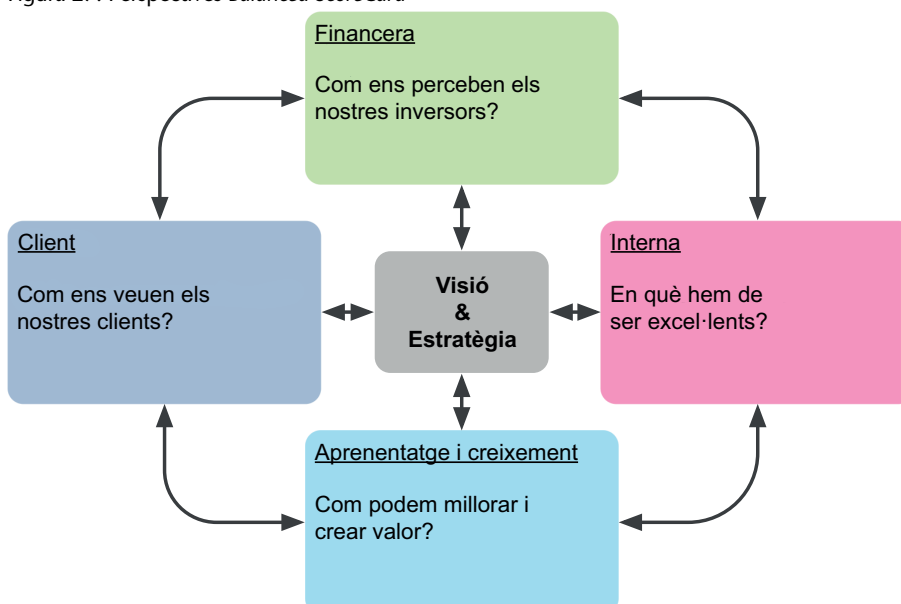 Financera
Com ens perceben els
nostres inversors?
Client
Com ens veuen els
nostres clients?
Visió
&
Estratègia
Interna
En què hem de
ser excel·lents?
Aprenentatge i creixement
Com podem millorar i
crear valor?